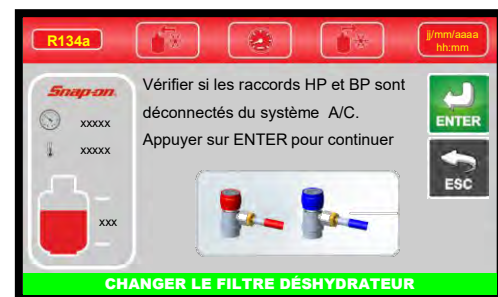 R134a
jj/mm/aaaa
hh:mm
Snap-on
xxxxx
xxxxx
xxx
Vérifier si les raccords HP et BP sont
déconnectés du système A/C.
Appuyer sur ENTER pour continuer
ENTER
ESC
CHANGER LE FILTRE DÉSHYDRATEUR